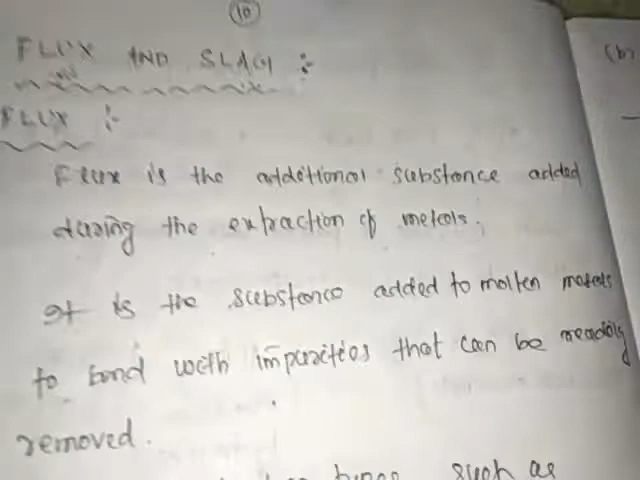 10
FLUX AND SLAG :-
(b)
FLUX :-
Flux is the additional substance added
during the extraction of metals.
It is the substance added to molten metals
to bond with impurities that can be readily
removed.
such as